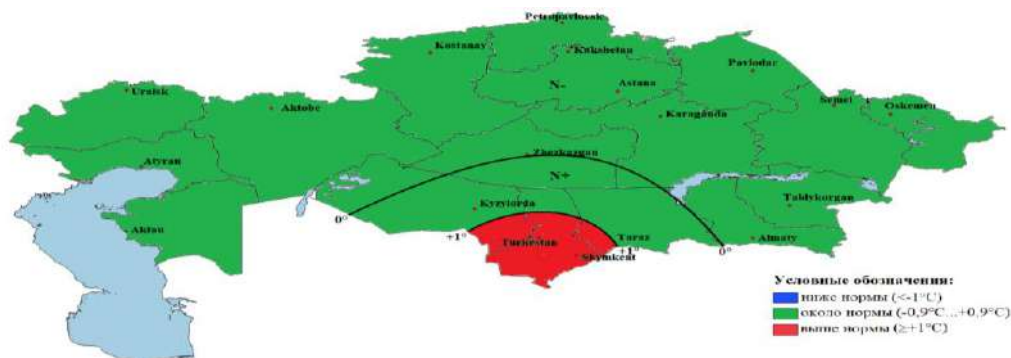 Petropavlovsk
Kostanay
Kokshetau
Pavlodar
Uralsk
N-
Astana
Aktobe
Semei
Oskemen
Karaganda
Atyrau
Zhezkazgan
N+
Kyzylorda
Taldykorgan
0°
Aktau
+1°
Turkestan
Taraz
+1°
0°
Almaty
Shymkent
Условные обозначения:
ниже нормы (<-1°C)
около нормы (-0,9°C...+0,9°C)
выше нормы (≥+1°C)